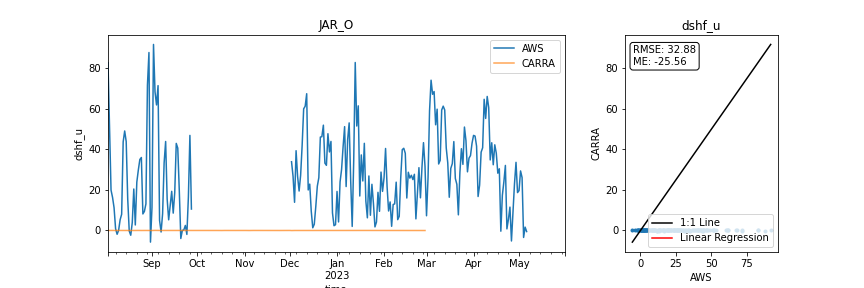 JAR_O
dshf_u
80
60
40
20
0
AWS
CARRA
Sep
Oct
Nov
Dec
Jan
2023
Feb
Mar
Apr
May
time
dshf_u
CARRA
80
60
40
20
0
RMSE: 32.88
ME: -25.56
1:1 Line
Linear Regression
0
25
50
75
AWS